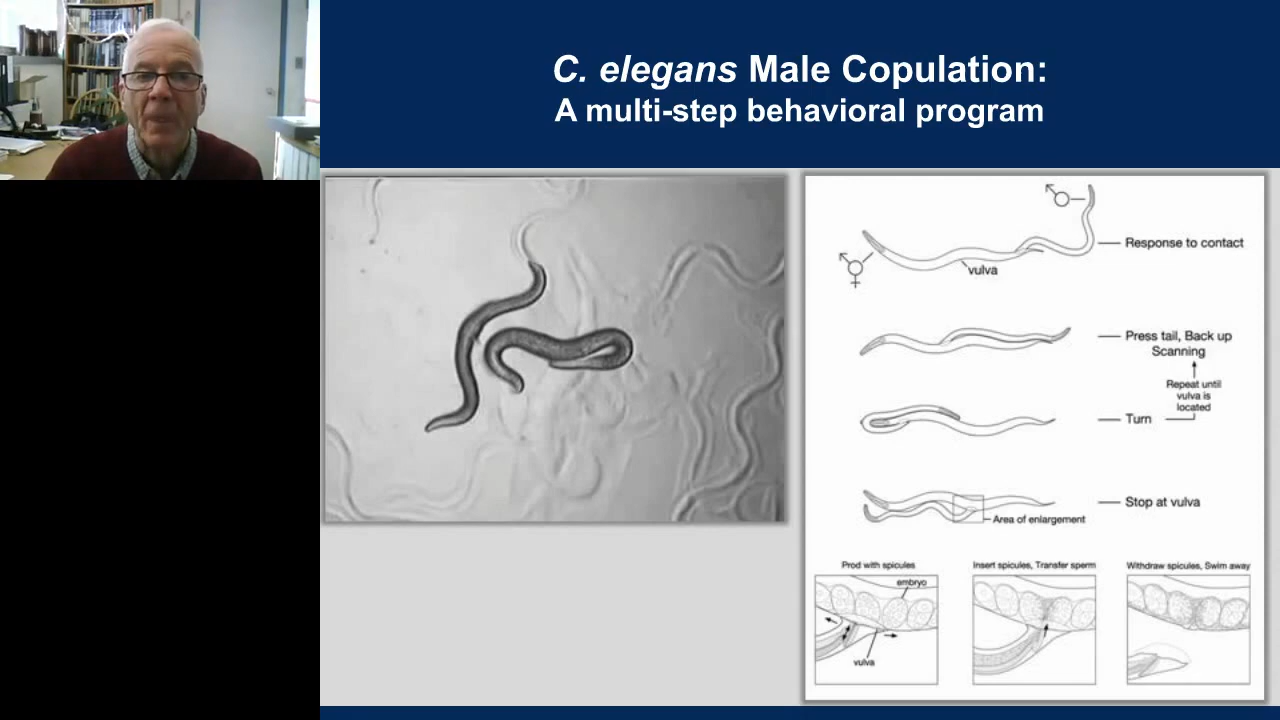 C. elegans Male Copulation:
A multi-step behavioral program
Response to contact
vulva
Press tail, Back up
Scanning
Repeat until
vulva is
located
Turn
Stop at vulva
Area of enlargement
Prod with spicules
embryo
vulva
Insert spicules, Transfer sperm
Withdraw spicules, Swim away